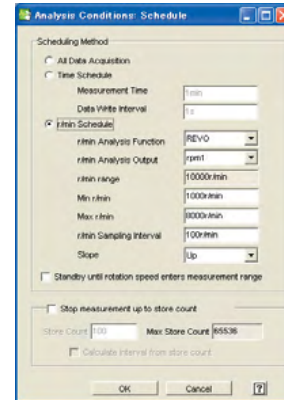 Analysis Conditions: Schedule
Scheduling Method
All Data Acquisition
Time Schedule
Measurement Time 1min
Data Write Interval 1s
r/min Schedule
r/min Analysis Function REVO
r/min Analysis Output rpm1
r/min range 10000r/min
Min r/min 1000r/min
Max r/min 8000r/min
r/min Sampling Interval 100r/min
Slope Up
Standby until rotation speed enters measurement range
Stop measurement up to store count
Store Count 100 Max Store Count 65536
Calculate interval from store count
OK Cancel ?